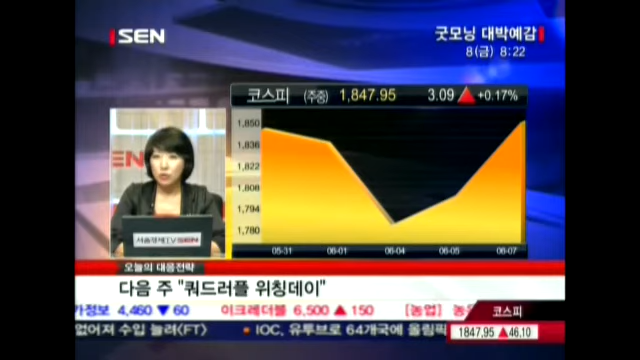 SEN
굿모닝 대박예감
8(금) 8:22
코스피 (주중) 1,847.95 3.09 ▲ +0.17%
1,850
1,836
1,822
1,808
1,794
1,780
05-31 06-01 06-04 06-05 06-07
SEN
서울경제TV SEN
오늘의 대응전략
다음 주 "쿼드러플 위칭데이"
가정보 4,460 ▼ 60 이크레더블 6,500 ▲ 150 [농업] 농
코스피
없어져 수입 늘려<FT> • IOC, 유투브로 64개국에 올림픽
1847.95 ▲ 46.10